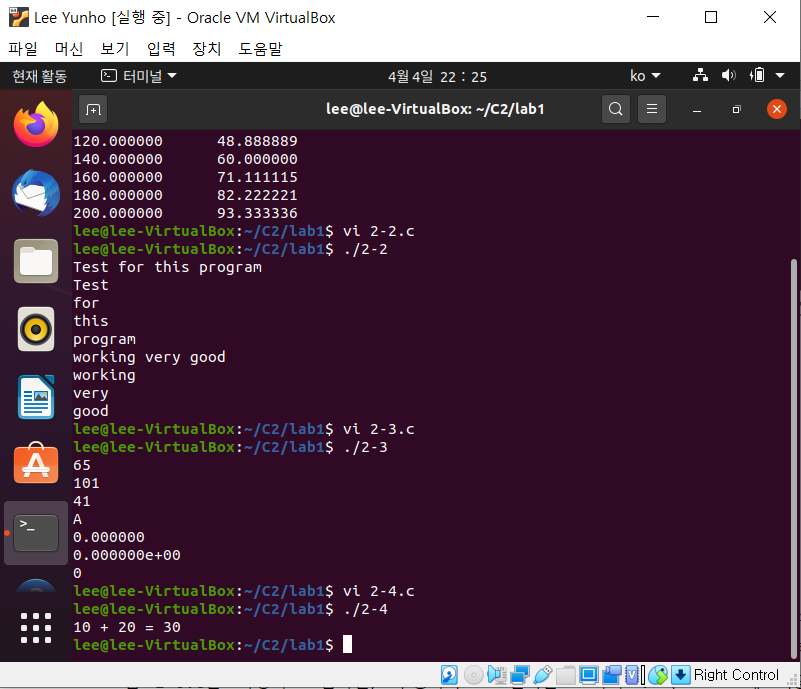 Lee Yunho [실행 중] - Oracle VM VirtualBox
파일 머신 보기 입력 장치 도움말
현재 활동 터미널 4월 4일 22 : 25 ko
lee@lee-VirtualBox: ~/C2/lab1
120.000000 48.888889
140.000000 60.000000
160.000000 71.111115
180.000000 82.222221
200.000000 93.333336
lee@lee-VirtualBox:~/C2/lab1$ vi 2-2.c
lee@lee-VirtualBox:~/C2/lab1$ ./2-2
Test for this program
Test
for
this
program
working very good
working
very
good
lee@lee-VirtualBox:~/C2/lab1$ vi 2-3.c
lee@lee-VirtualBox:~/C2/lab1$ ./2-3
65
101
41
A
0.000000
0.000000e+00
0
lee@lee-VirtualBox:~/C2/lab1$ vi 2-4.c
lee@lee-VirtualBox:~/C2/lab1$ ./2-4
10 + 20 = 30
lee@lee-VirtualBox:~/C2/lab1$
Right Control